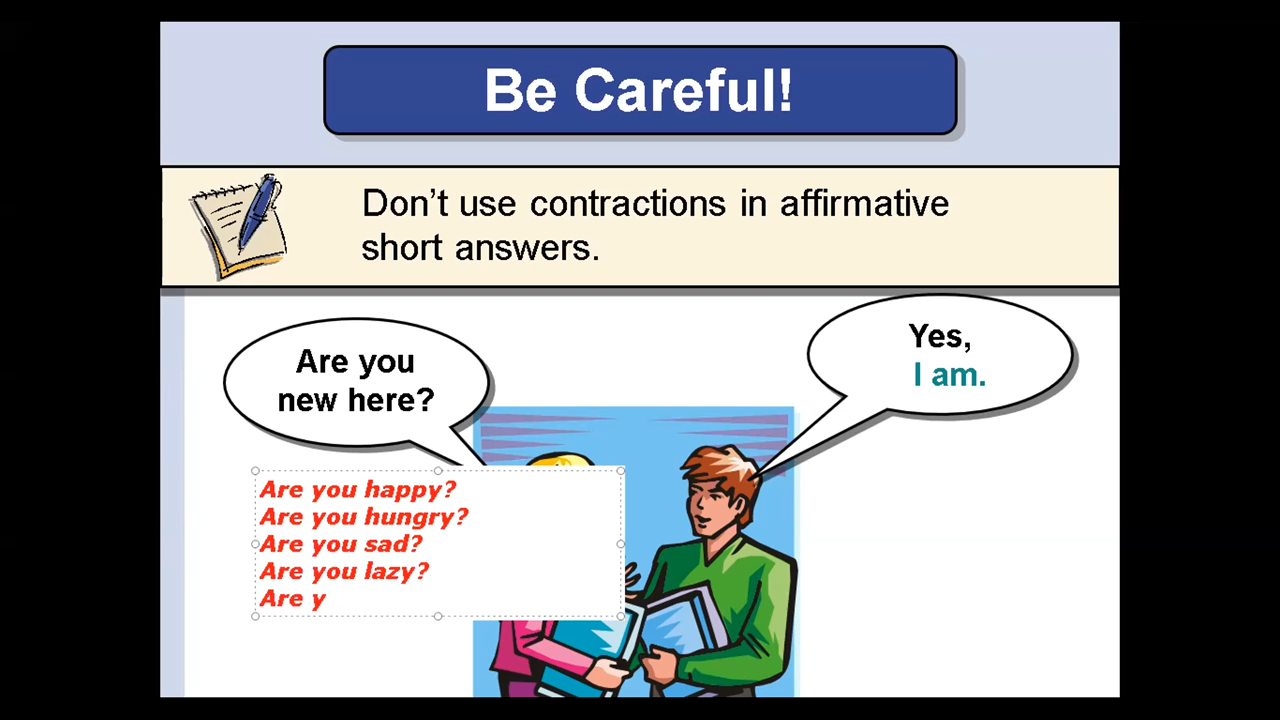 Be Careful!
Don't use contractions in affirmative
short answers.
Are you
new here?
Yes,
I am.
Are you happy?
Are you hungry?
Are you sad?
Are you lazy?
Are y